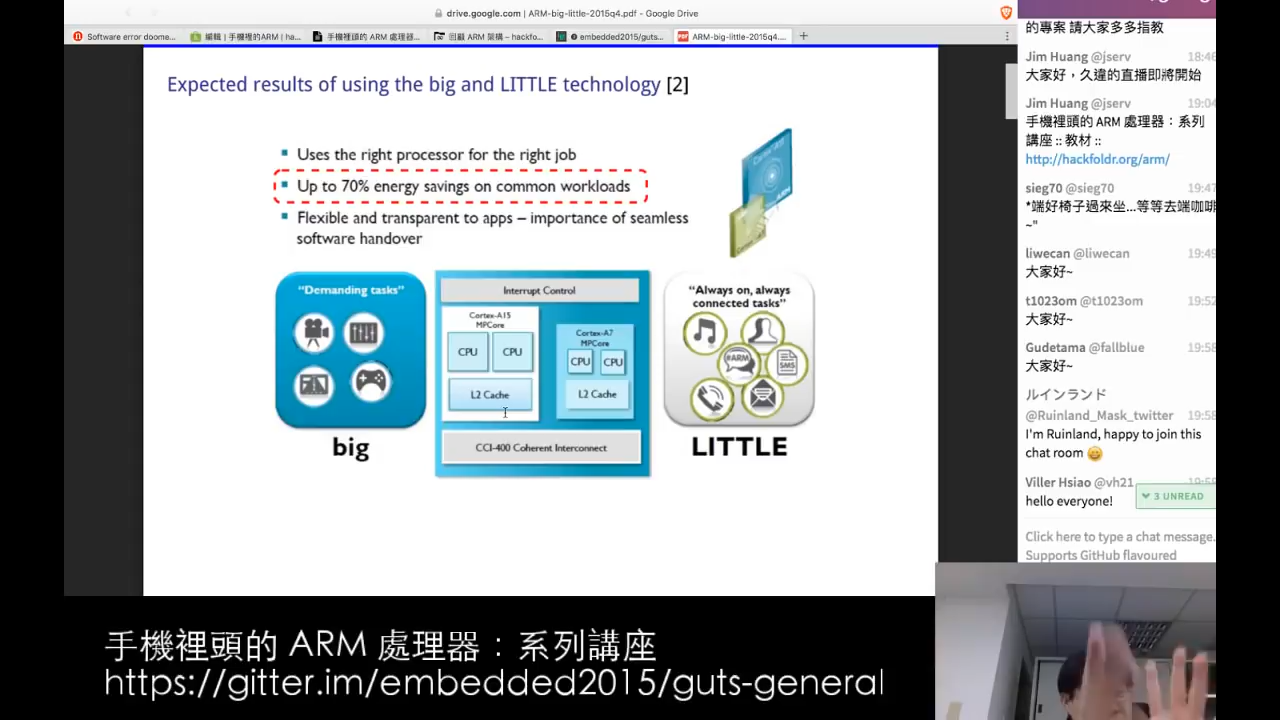 drive.google.com | ARM-big-little-2015q4.pdf - Google Drive
Software error doome...
編輯 | 手機裡的ARM | ha...
手機裡頭的 ARM 處理器...
回顧 ARM 架構 – hackfo...
embedded2015/guts-...
ARM-big-little-2015q4....
Expected results of using the big and LITTLE technology [2]
Uses the right processor for the right job
Up to 70% energy savings on common workloads
Flexible and transparent to apps – importance of seamless
software handover
Cortex-A15
ARM
"Demanding tasks"
big
Interrupt Control
Cortex-A15
MPCore
CPU
CPU
L2 Cache
Cortex-A7
MPCore
CPU
CPU
L2 Cache
CCI-400 Coherent Interconnect
"Always on, always
connected tasks"
#ARM
SMS
LITTLE
的專案 請大家多多指教
Jim Huang @jserv 18:46
大家好，久違的直播即將開始
Jim Huang @jserv 19:04
手機裡頭的 ARM 處理器：系列
講座 :: 教材 ::
http://hackfoldr.org/arm/
sieg70 @sieg70 19:47
*端好椅子過來坐...等等去端咖啡
~"
liwecan @liwecan 19:49
大家好~
t1023om @t1023om 19:52
大家好~
Gudetama @fallblue 19:58
大家好~
ルインランド
@Ruinland_Mask_twitter 19:58
I'm Ruinland, happy to join this
chat room
Viller Hsiao @vh21
hello everyone!
3 UNREAD
Click here to type a chat message.
Supports GitHub flavoured
手機裡頭的 ARM 處理器：系列講座
https://gitter.im/embedded2015/guts-general